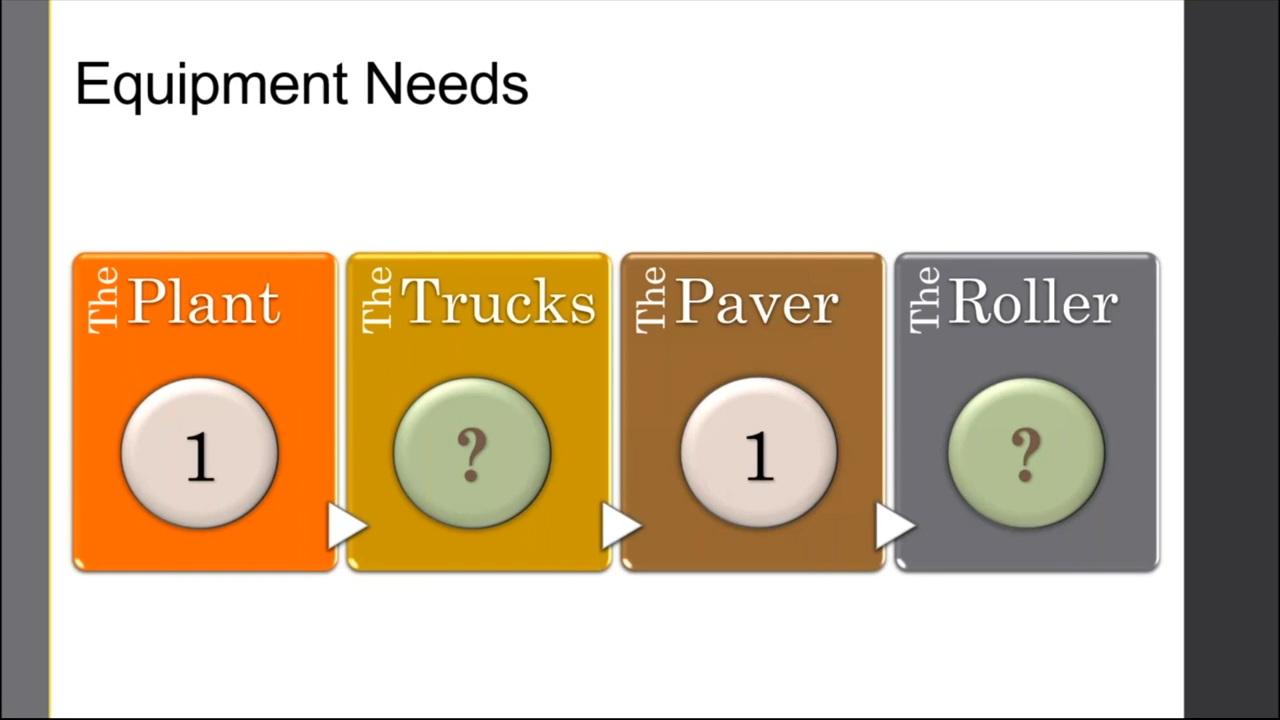 Equipment Needs
The Plant
1
The Trucks
?
The Paver
1
The Roller
?